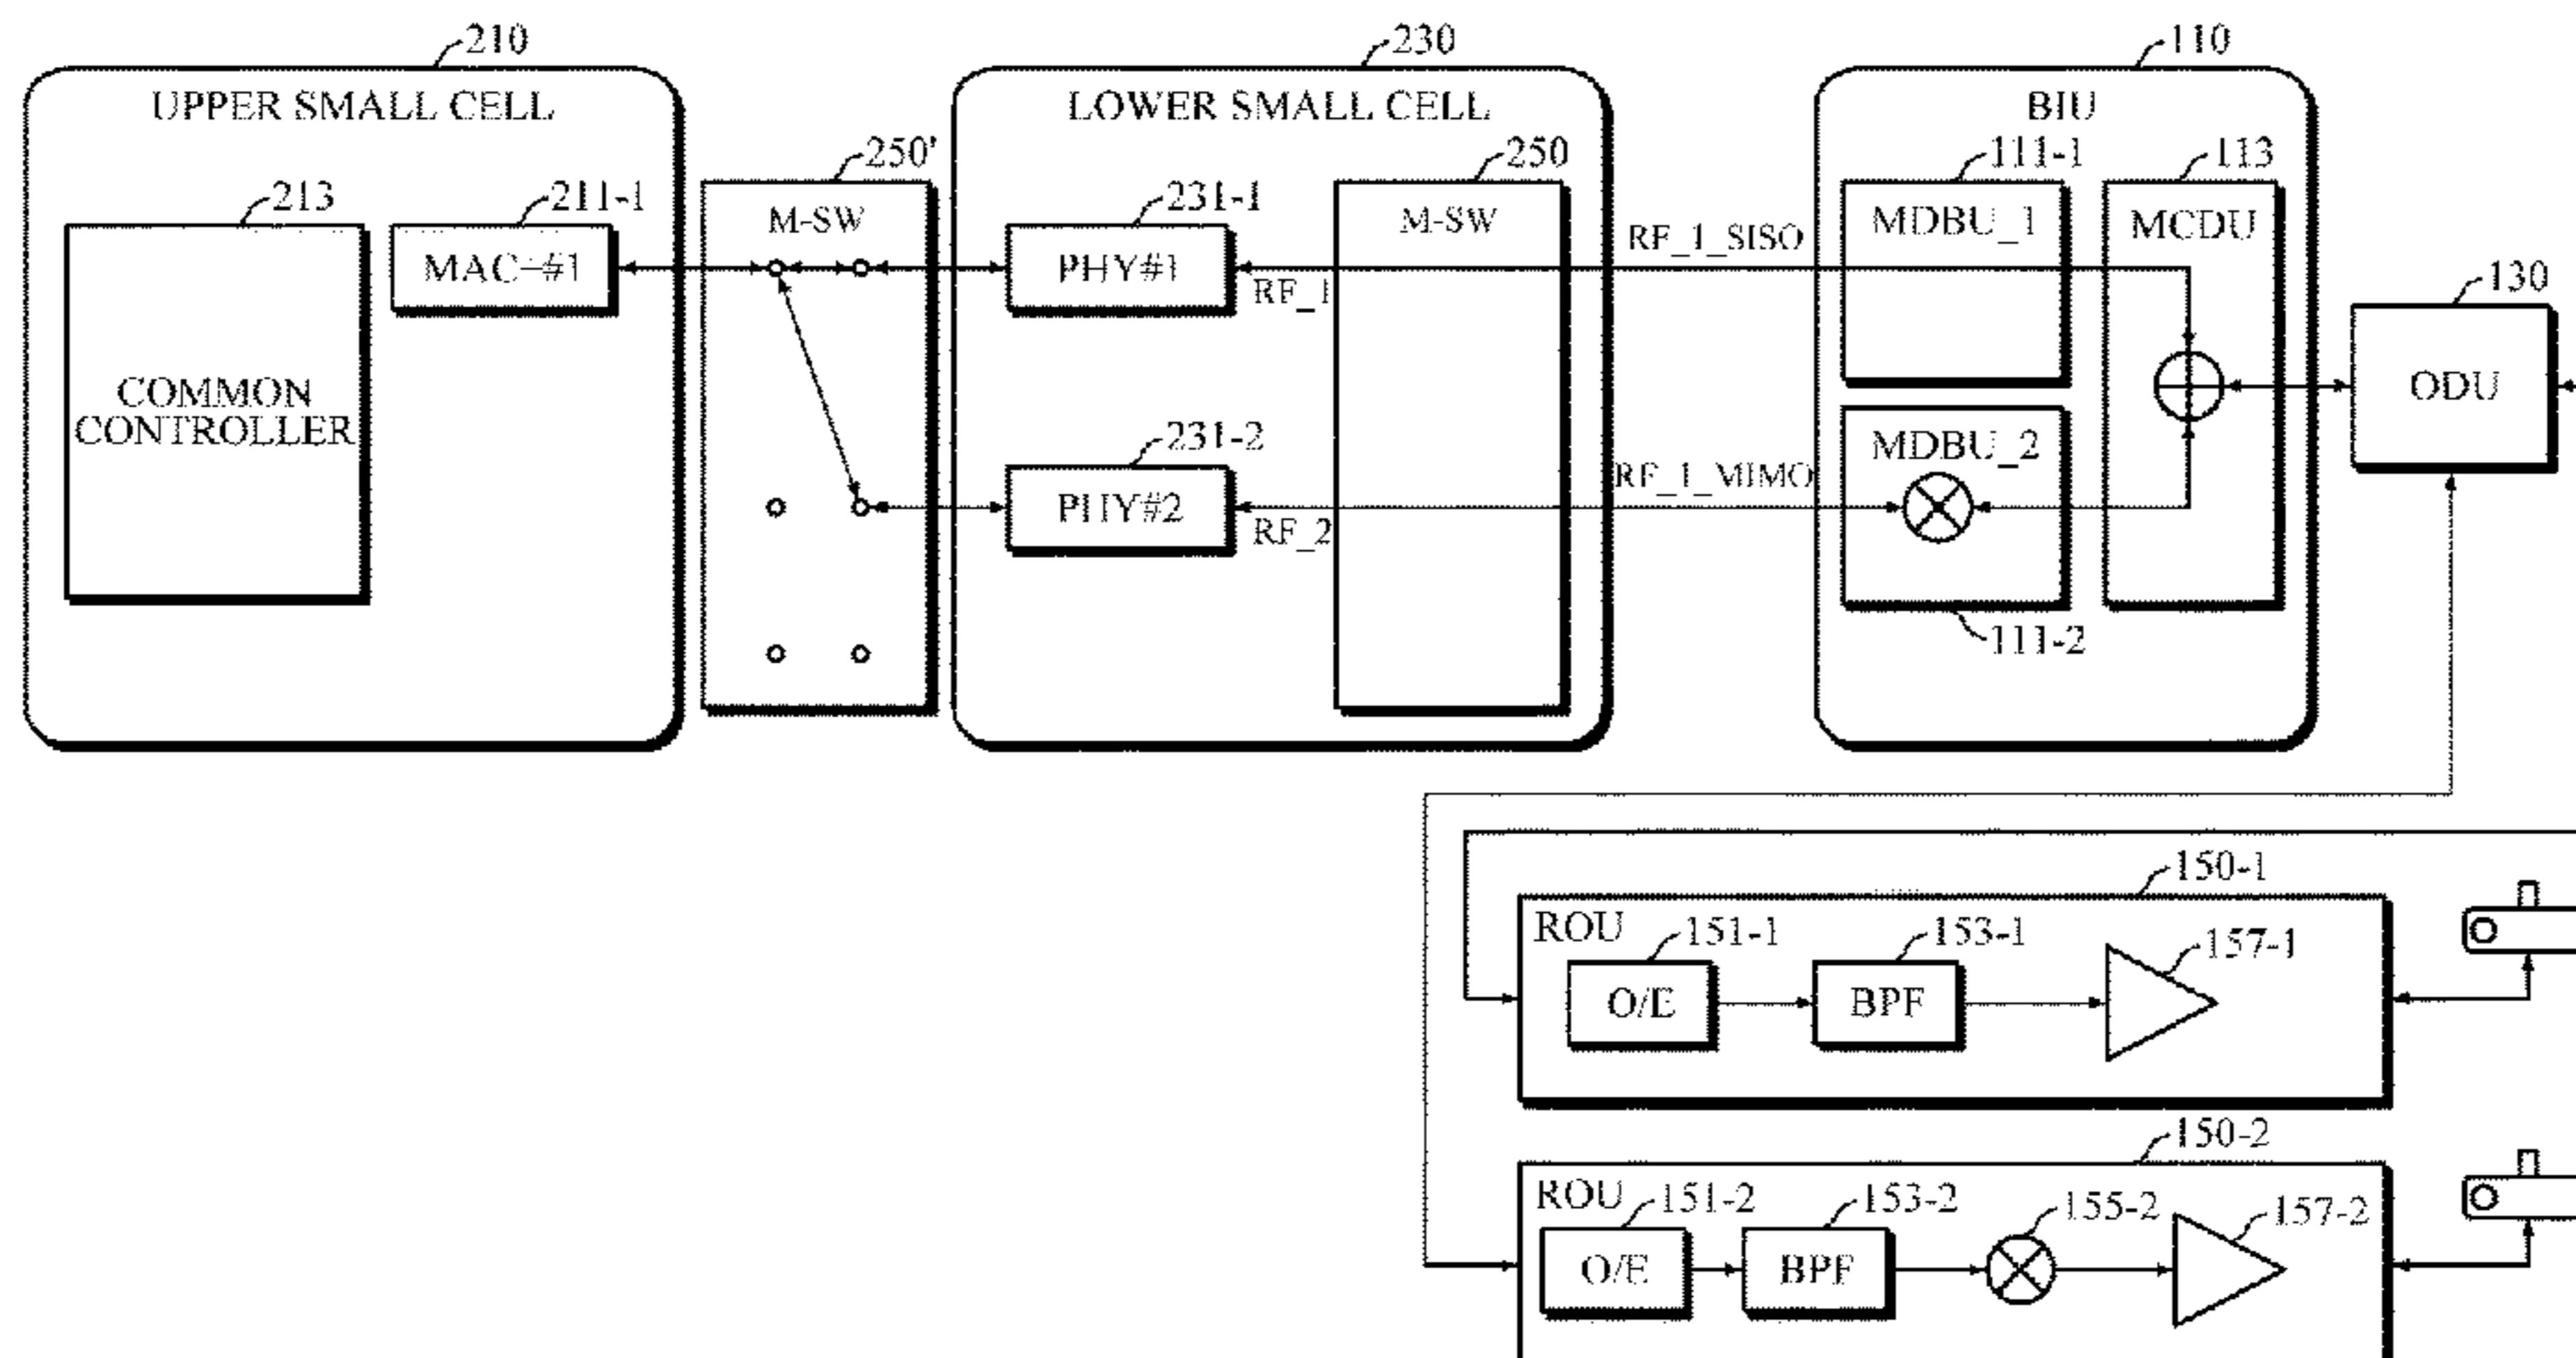 210
230
110
UPPER SMALL CELL
LOWER SMALL CELL
BIU
250'
250
111-1
113
213
211-1
231-1
M-SW
M-SW
MDBU_1
MCDU
RF_1_SISO
MAC-#1
PHY#1
RF_1
130
COMMON
CONTROLLER
ODU
231-2
MDBU_2
RF_1_MIMO
PHY#2
RF_2
111-2
150-1
ROU
151-1
153-1
157-1
O/E
BPF
150-2
ROU
151-2
153-2
155-2
157-2
O/E
BPF